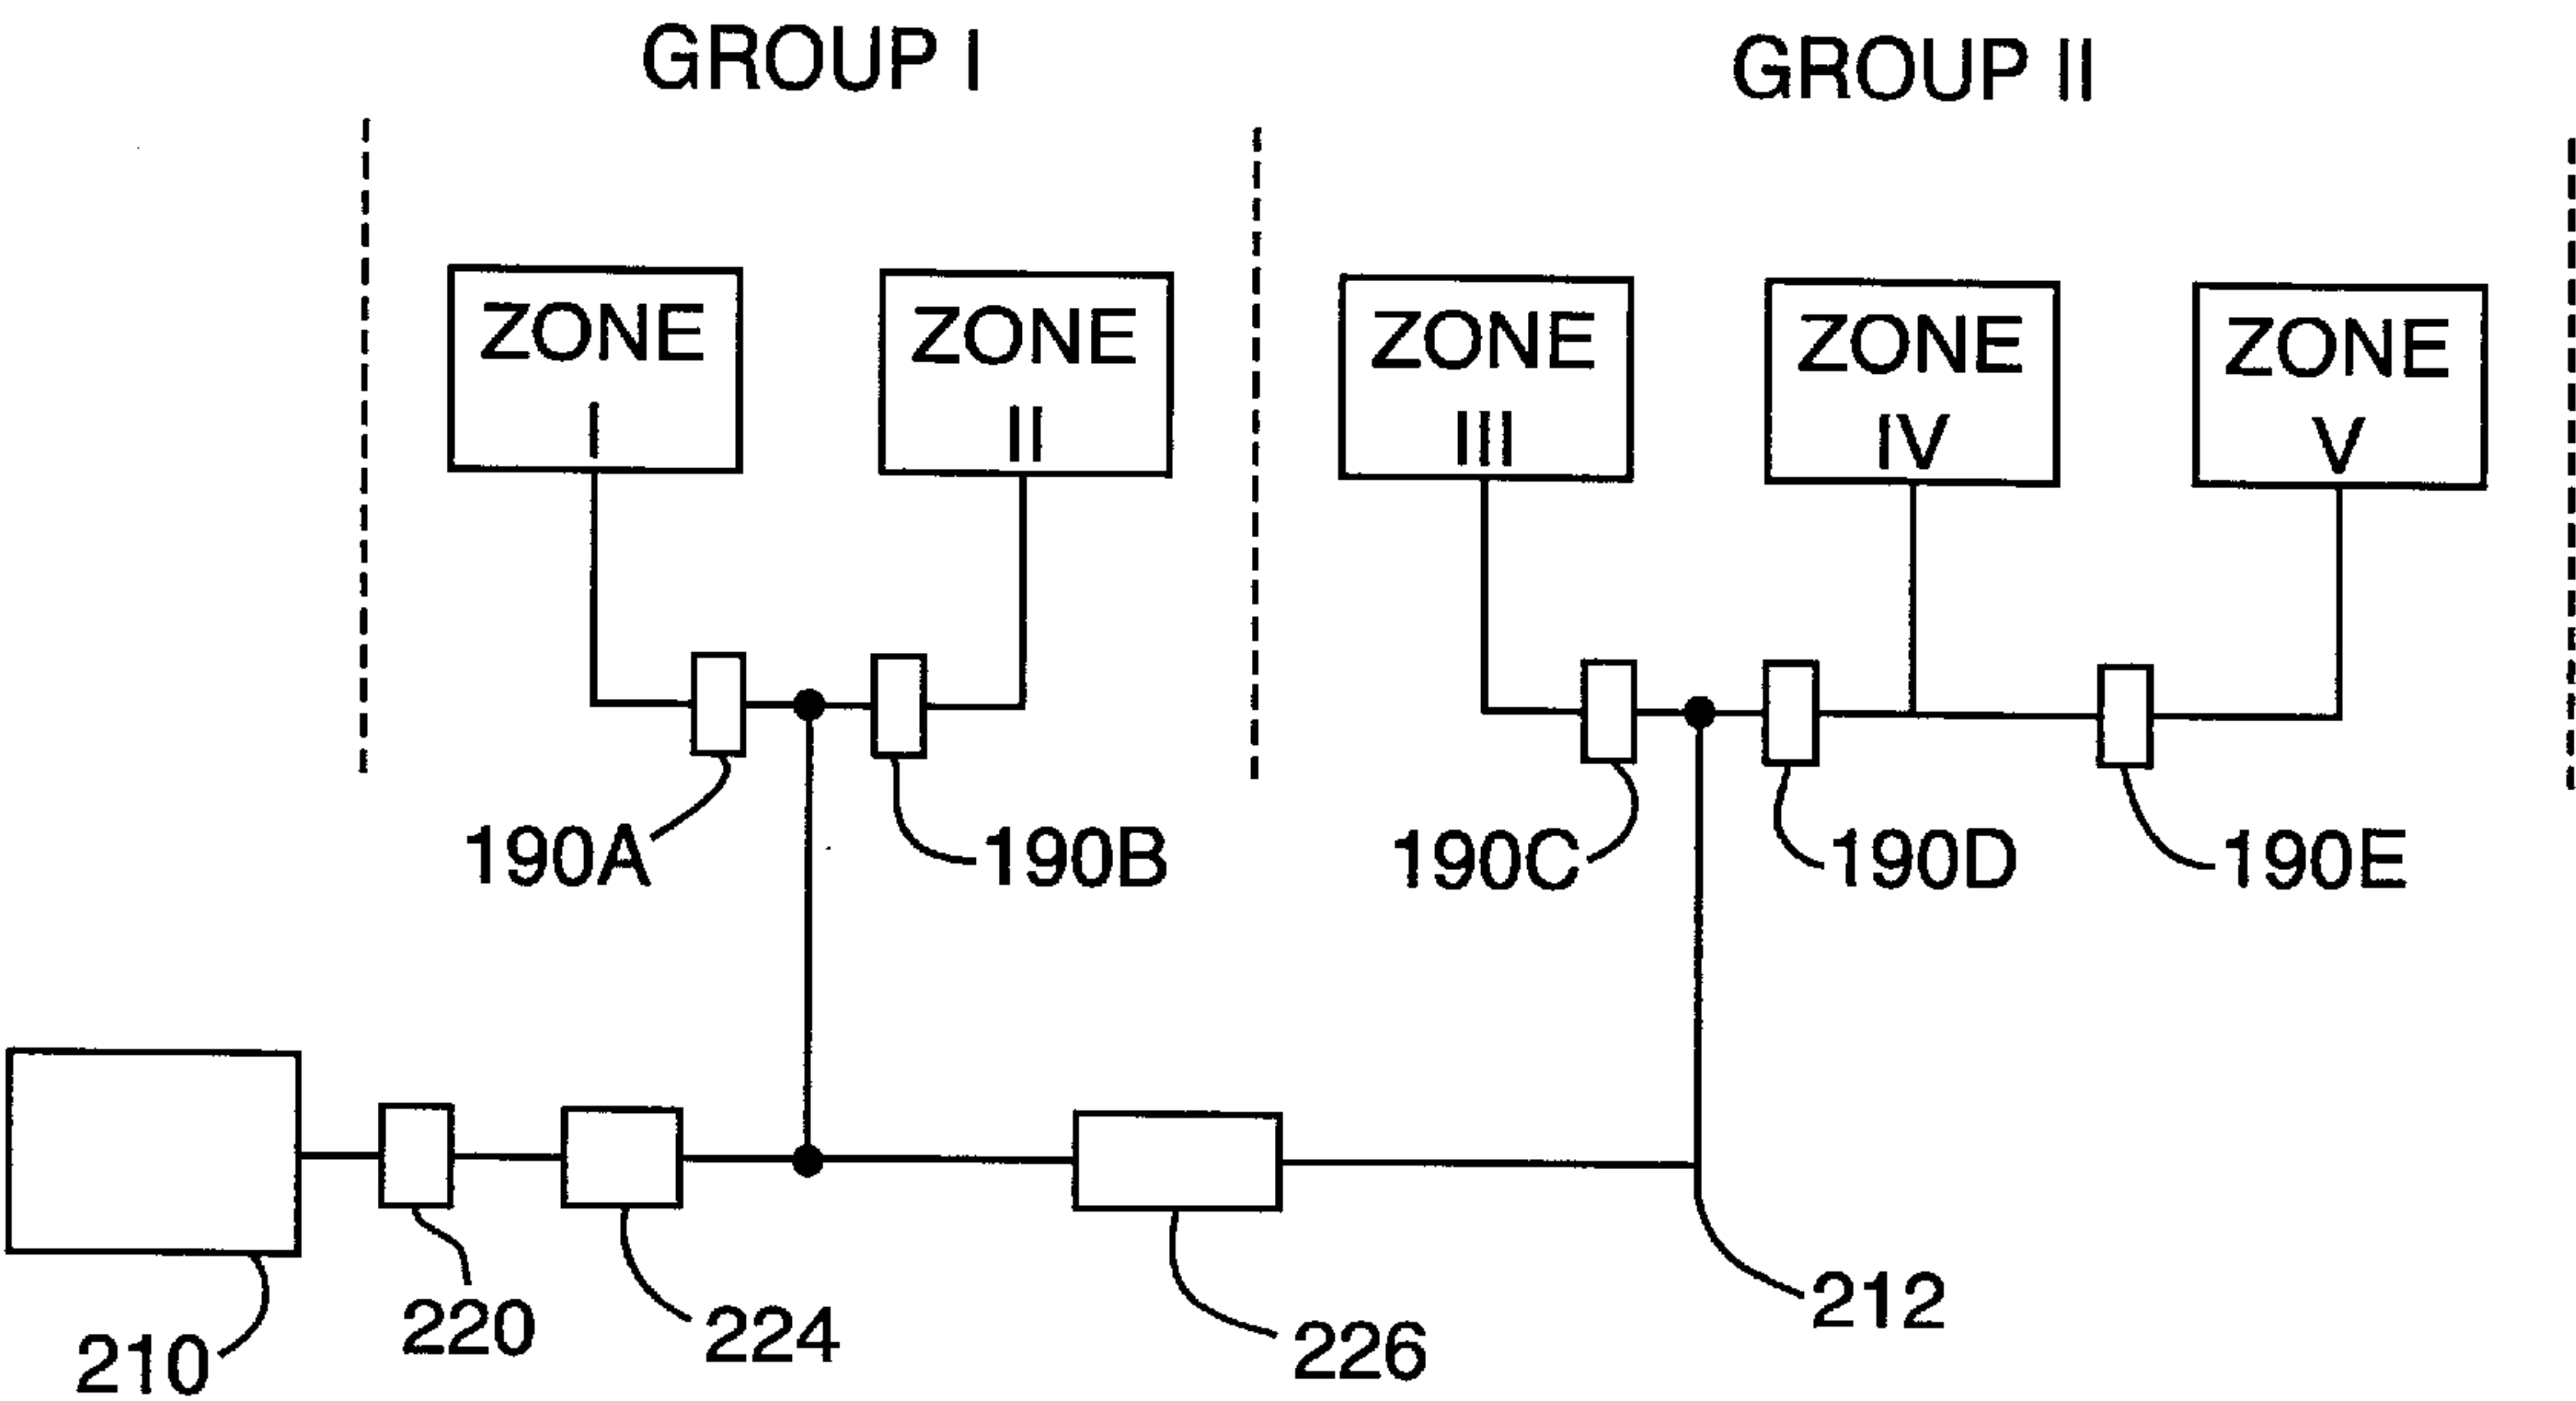 GROUP I
GROUP II
ZONE
I
ZONE
II
ZONE
III
ZONE
IV
ZONE
V
190A
190B
190C
190D
190E
210
220
224
226
212